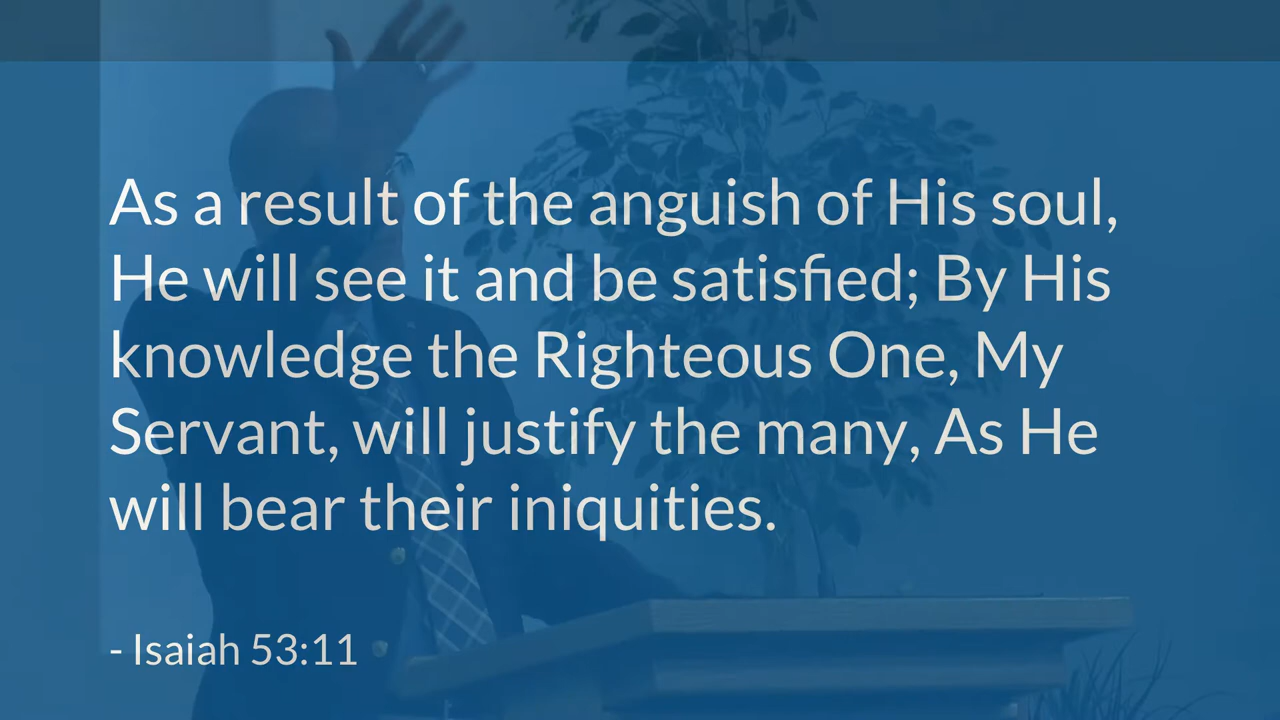 As a result of the anguish of His soul,
He will see it and be satisfied; By His
knowledge the Righteous One, My
Servant, will justify the many, As He
will bear their iniquities.
- Isaiah 53:11